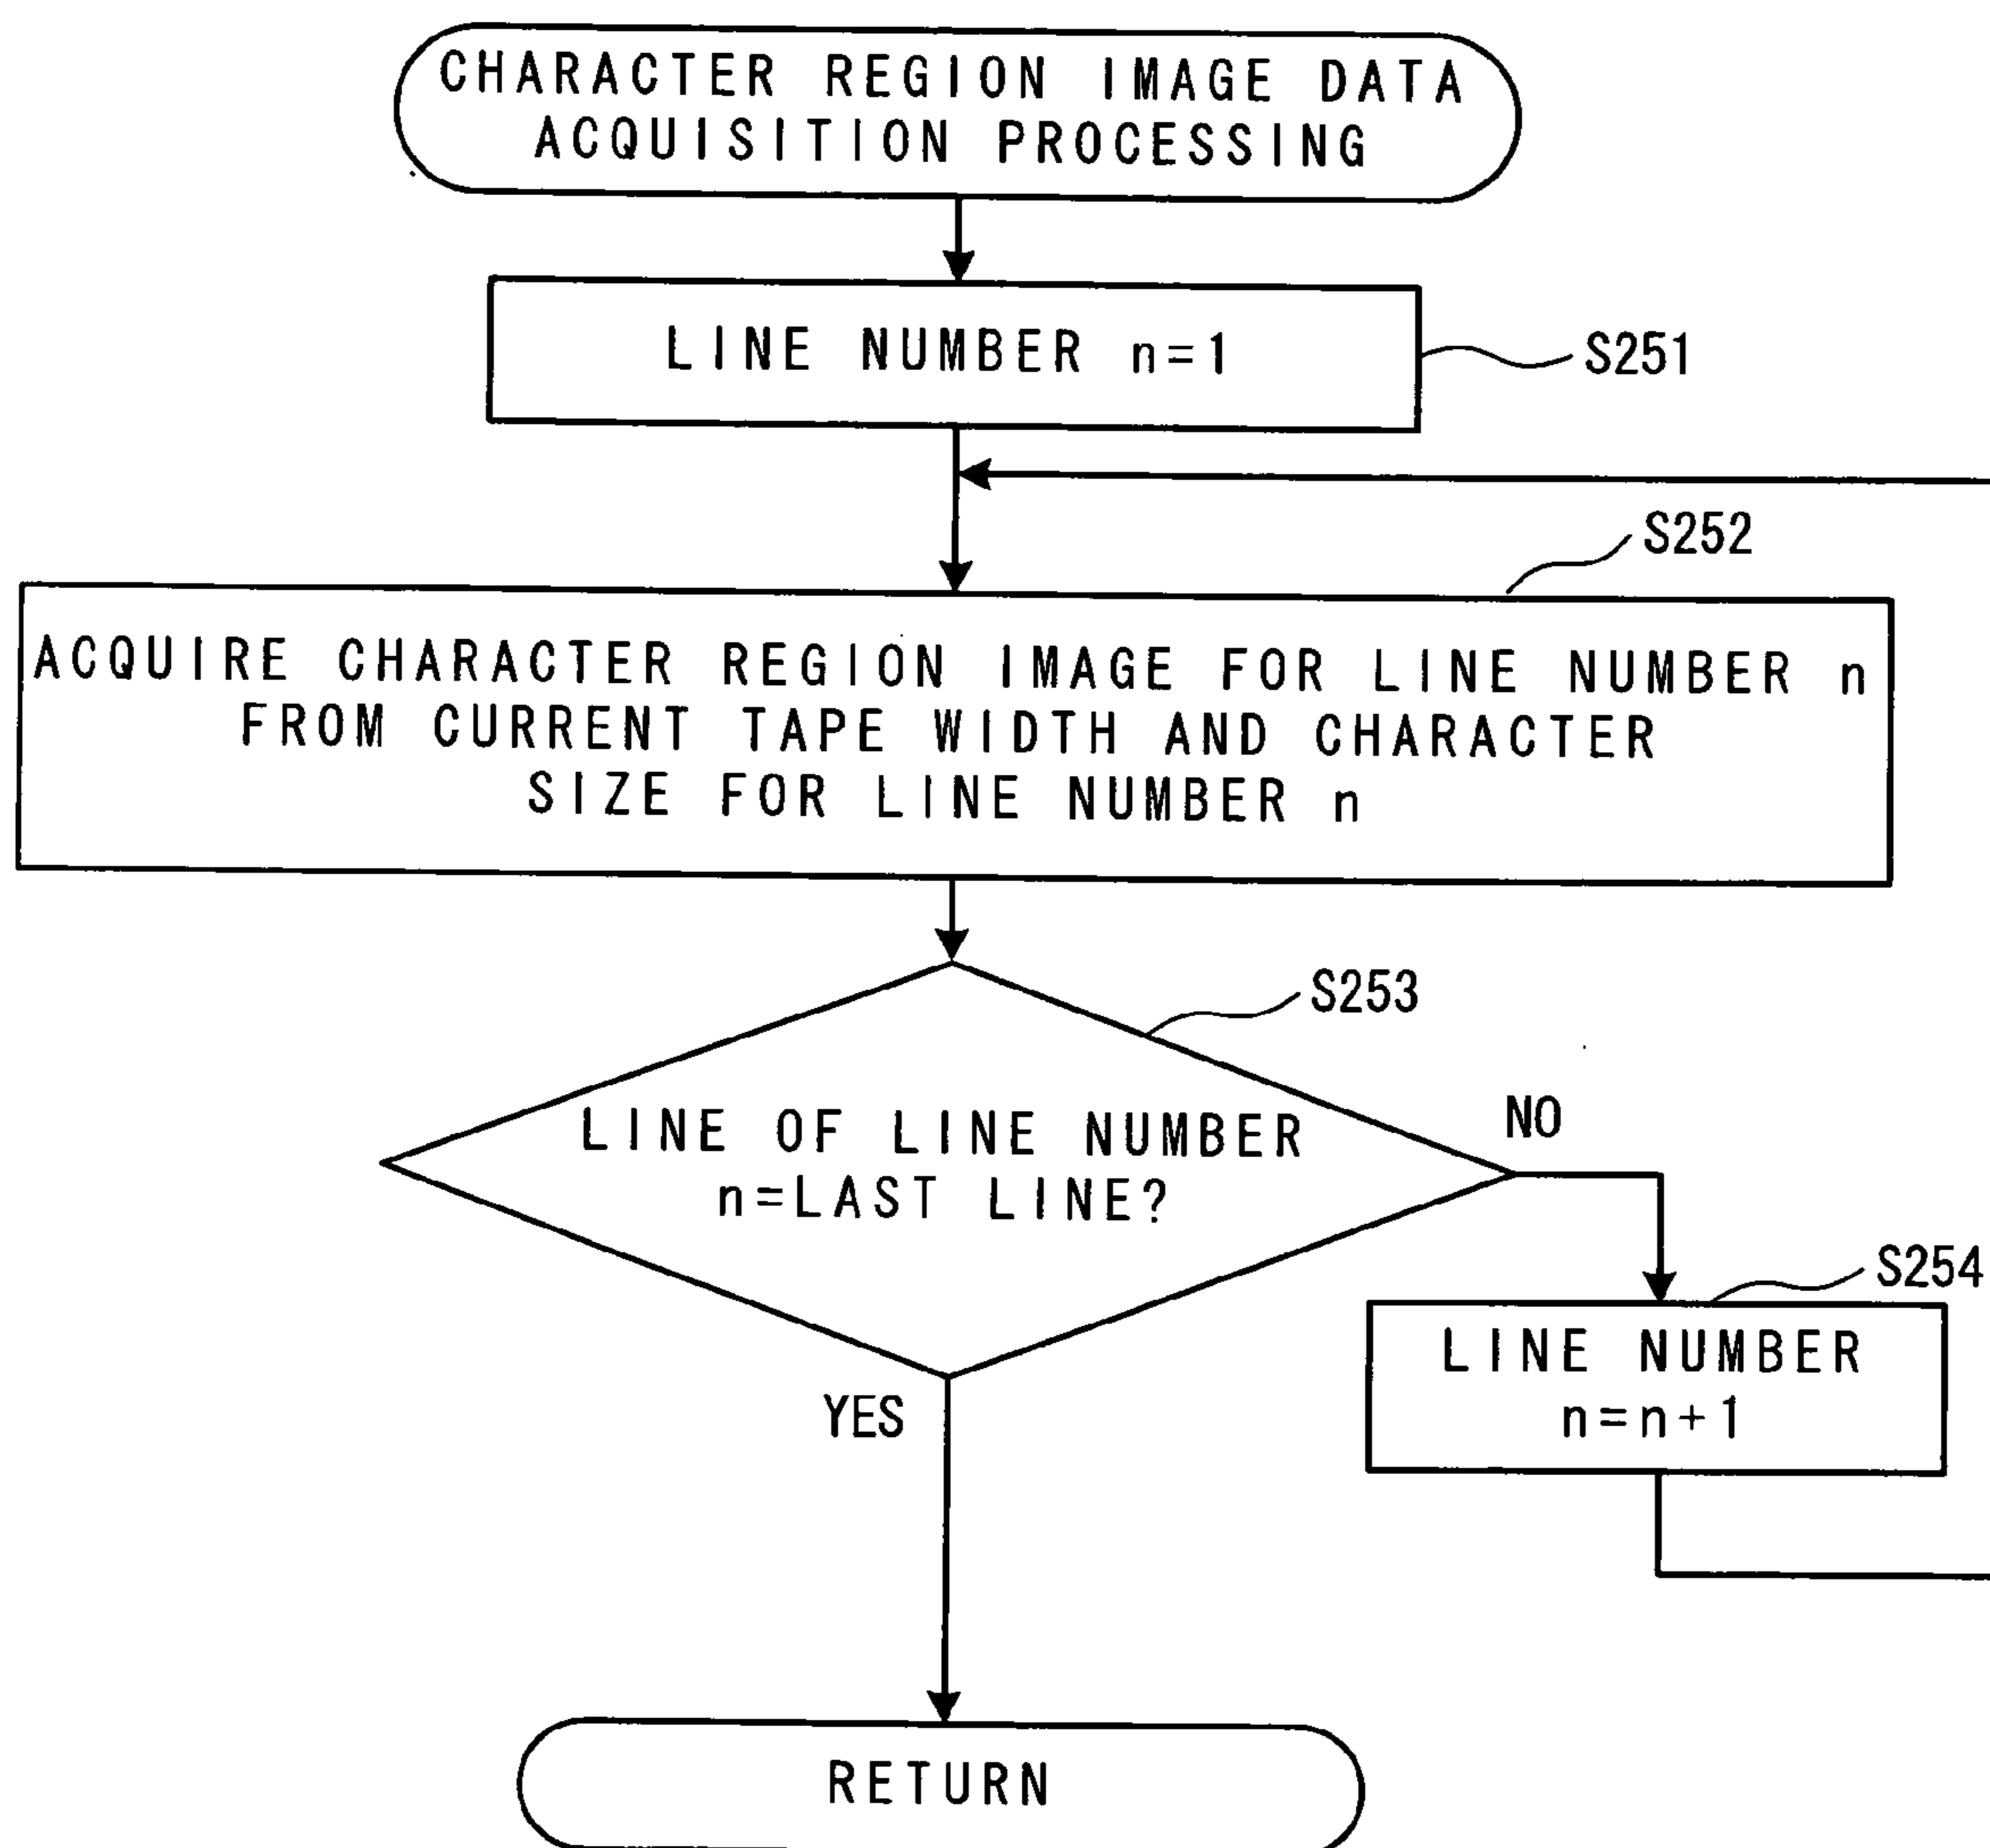 CHARACTER REGION IMAGE DATA
ACQUISITION PROCESSING
LINE NUMBER n=1
S251
S252
ACQUIRE CHARACTER REGION IMAGE FOR LINE NUMBER n
FROM CURRENT TAPE WIDTH AND CHARACTER
SIZE FOR LINE NUMBER n
S253
LINE OF LINE NUMBER
n=LAST LINE?
NO
S254
LINE NUMBER
n=n+1
YES
RETURN